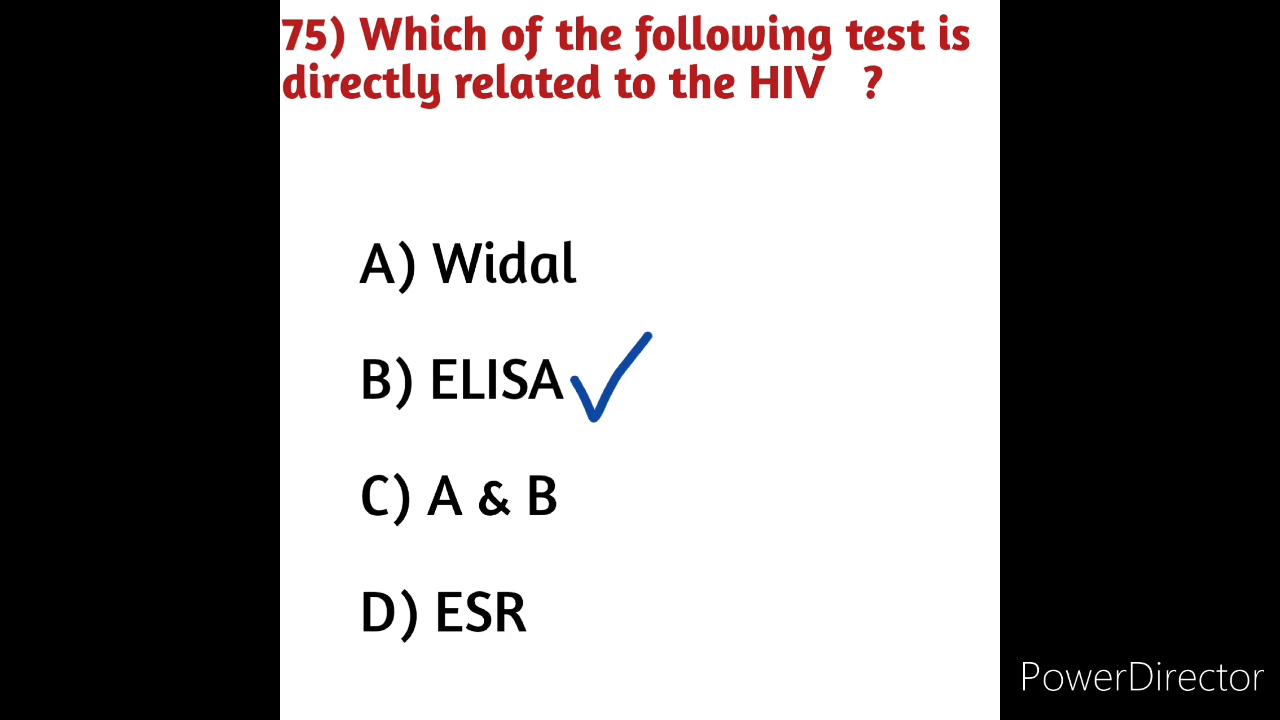 75) Which of the following test is
directly related to the HIV ?
A) Widal
B) ELISA
C) A & B
D) ESR
PowerDirector